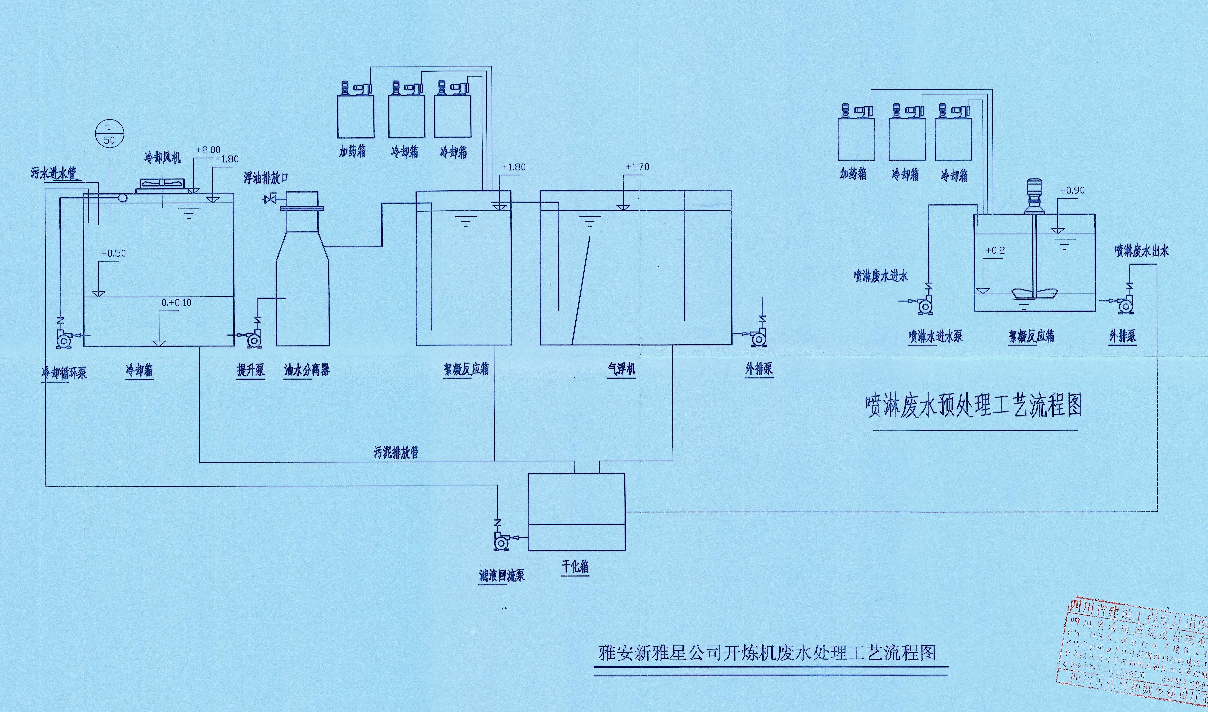 加药箱
冷却箱
冷却箱
50
冷却风机
+2.00
-1.80
污水进水管
浮油排放口
+1.80
+1.70
+0.50
0.+0.10
冷却循环泵
冷却箱
提升泵
油水分离器
絮凝反应箱
气浮机
外排泵
污泥排放管
滤液回流泵
干化箱
加药箱
冷却箱
冷却箱
-0.90
+0.2
喷淋废水进水
喷淋废水出水
喷淋水进水泵
絮凝反应箱
外排泵
喷淋废水预处理工艺流程图
雅安新雅星公司开炼机废水处理工艺流程图